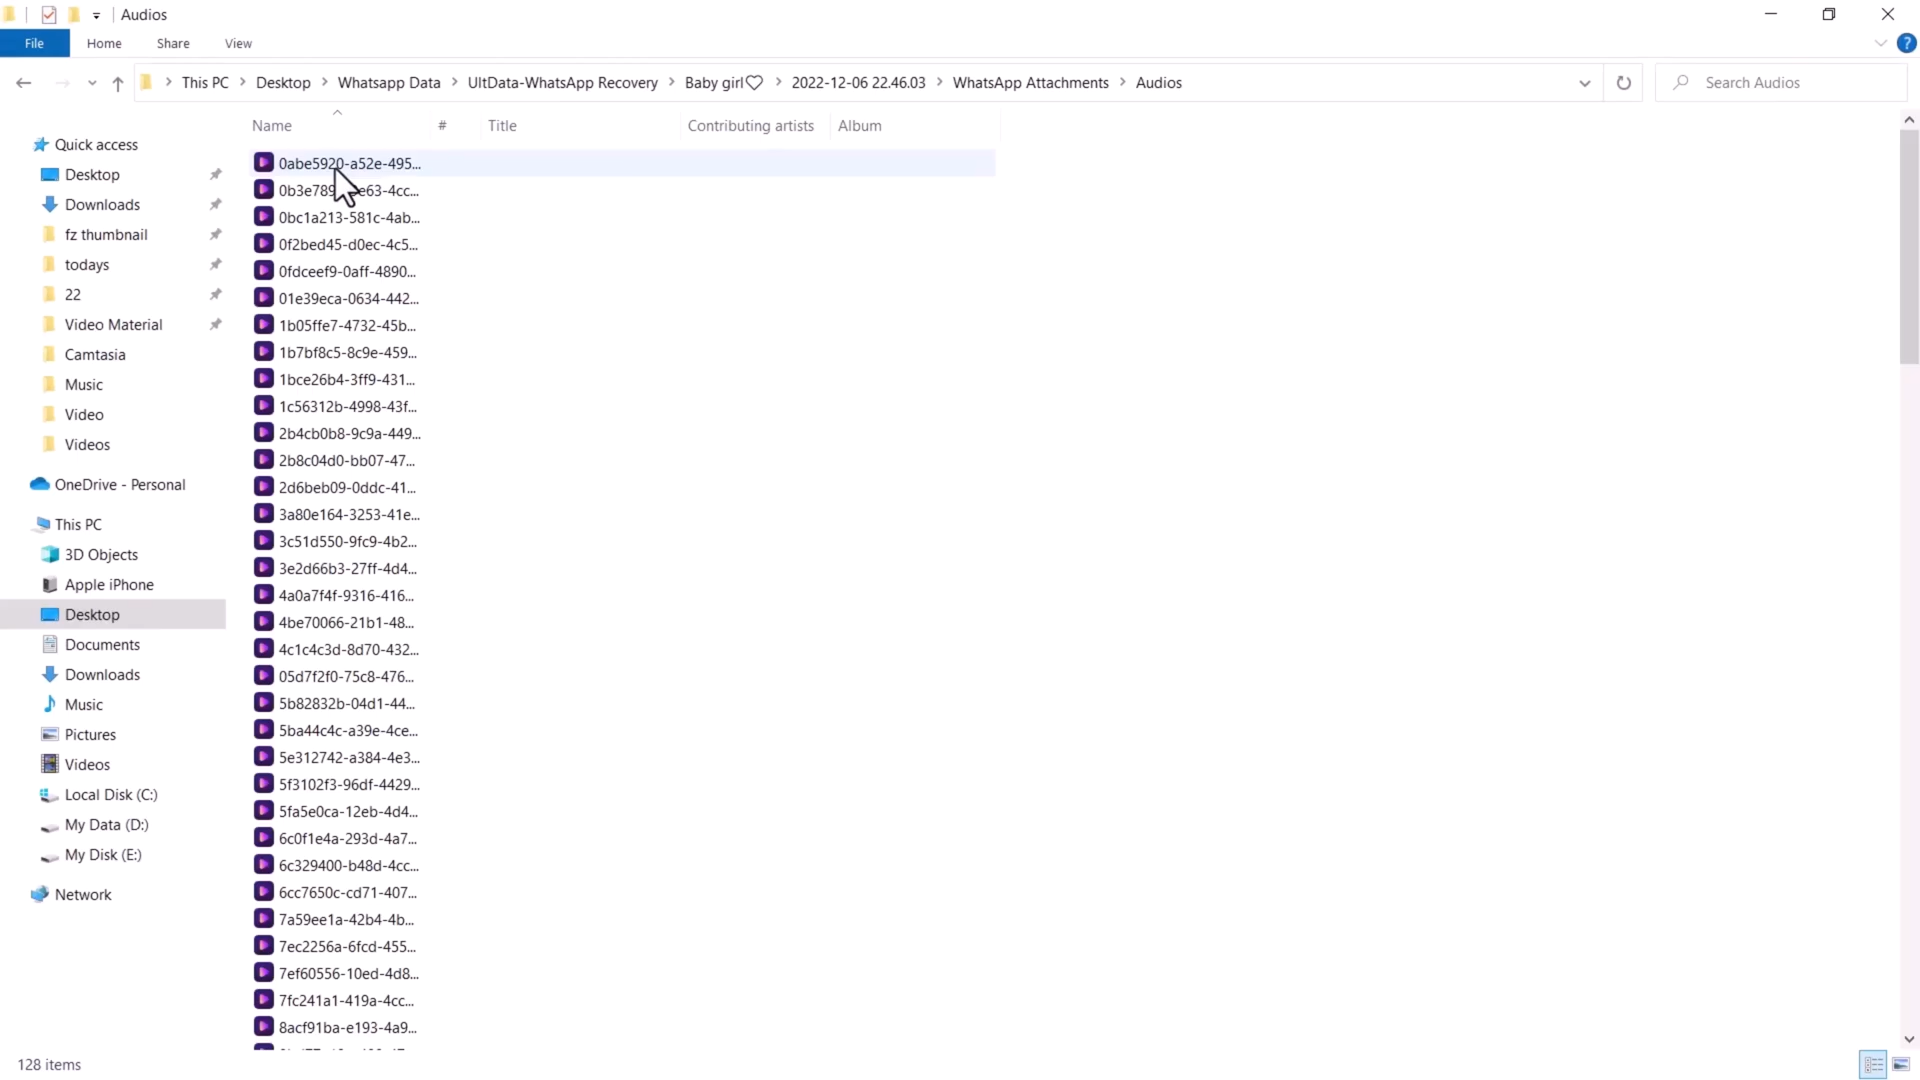 Audios
File Home Share View
This PC Desktop Whatsapp Data UltData-WhatsApp Recovery Baby girl♡ 2022-12-06 22.46.03 WhatsApp Attachments Audios
Search Audios
Name # Title Contributing artists Album
Quick access
Desktop
Downloads
fz thumbnail
todays
22
Video Material
Camtasia
Music
Video
Videos
OneDrive - Personal
This PC
3D Objects
Apple iPhone
Desktop
Documents
Downloads
Music
Pictures
Videos
Local Disk (C:)
My Data (D:)
My Disk (E:)
Network
0abe5920-a52e-495...
0b3e789 e63-4cc...
0bc1a213-581c-4ab...
0f2bed45-d0ec-4c5...
0fdceef9-0aff-4890...
01e39eca-0634-442...
1b05ffe7-4732-45b...
1b7bf8c5-8c9e-459...
1bce26b4-3ff9-431...
1c56312b-4998-43f...
2b4cb0b8-9c9a-449...
2b8c04d0-bb07-47...
2d6beb09-0ddc-41...
3a80e164-3253-41e...
3c51d550-9fc9-4b2...
3e2d66b3-27ff-4d4...
4a0a7f4f-9316-416...
4be70066-21b1-48...
4c1c4c3d-8d70-432...
05d7f2f0-75c8-476...
5b82832b-04d1-44...
5ba44c4c-a39e-4ce...
5e312742-a384-4e3...
5f3102f3-96df-4429...
5fa5e0ca-12eb-4d4...
6c0f1e4a-293d-4a7...
6c329400-b48d-4cc...
6cc7650c-cd71-407...
7a59ee1a-42b4-4b...
7ec2256a-6fcd-455...
7ef60556-10ed-4d8...
7fc241a1-419a-4cc...
8acf91ba-e193-4a9...
128 items